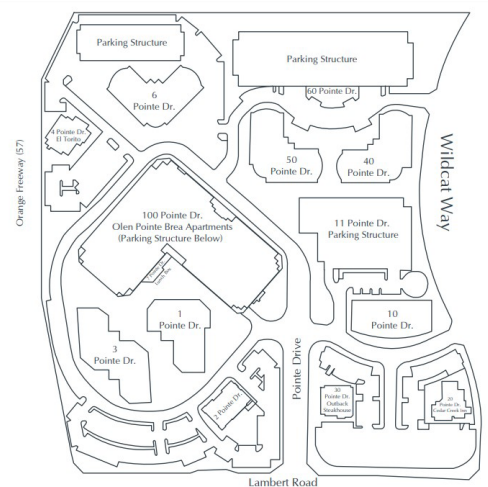 Parking Structure
Parking Structure
6
Pointe Dr.
60 Pointe Dr.
4 Pointe Dr.
El Torito
Orange Freeway (57)
50
Pointe Dr.
40
Pointe Dr.
Wildcat Way
100 Pointe Dr.
Olen Pointe Brea Apartments
(Parking Structure Below)
11 Pointe Dr.
Parking Structure
Pointe Dr.
1
Pointe Dr.
3
Pointe Dr.
10
Pointe Dr.
Pointe Drive
2 Pointe Dr.
30
Pointe Dr.
Outback
Steakhouse
20
Pointe Dr.
Cedar Creek Inn
Lambert Road